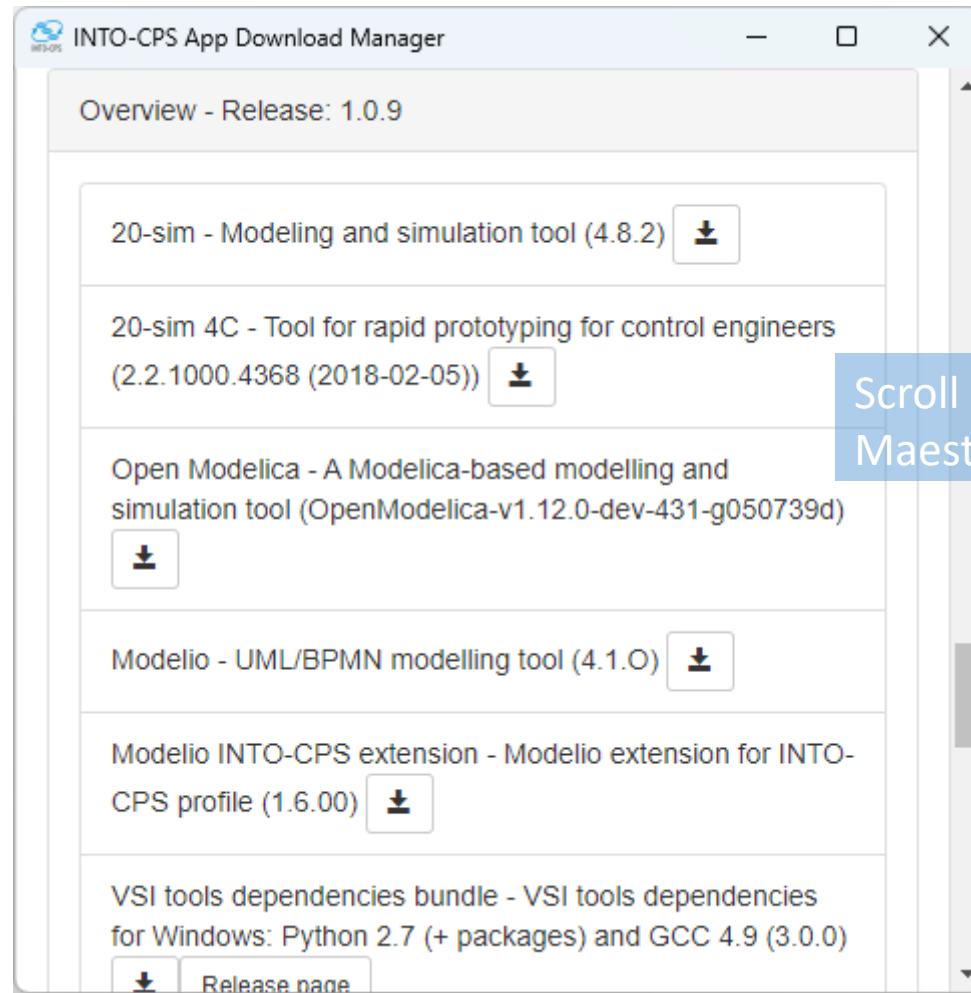 INTO-CPS App Download Manager
Overview - Release: 1.0.9
20-sim - Modeling and simulation tool (4.8.2)
20-sim 4C - Tool for rapid prototyping for control engineers
(2.2.1000.4368 (2018-02-05))
Scroll
Maest
Open Modelica - A Modelica-based modelling and
simulation tool (OpenModelica-v1.12.0-dev-431-g050739d)
Modelio - UML/BPMN modelling tool (4.1.O)
Modelio INTO-CPS extension - Modelio extension for INTO-
CPS profile (1.6.00)
VSI tools dependencies bundle - VSI tools dependencies
for Windows: Python 2.7 (+ packages) and GCC 4.9 (3.0.0)
Release page